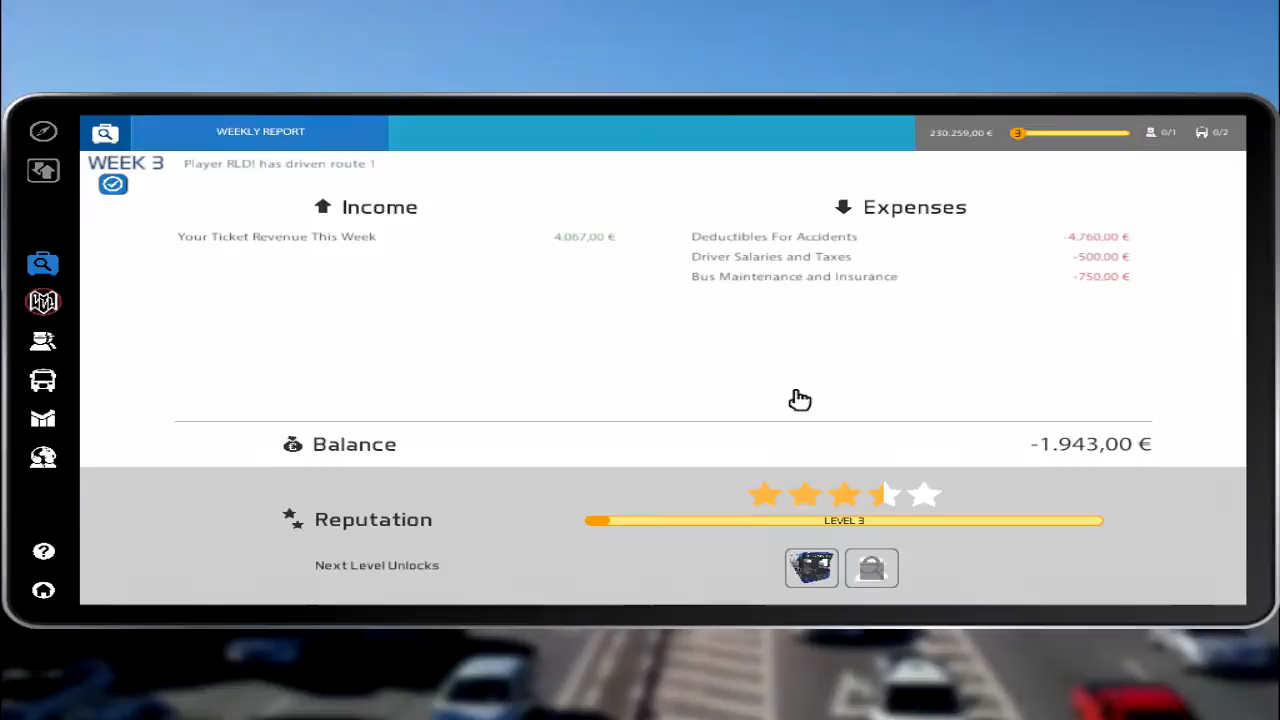 WEEKLY REPORT
230.259,00 €
3
0/1
0/2
WEEK 3
Player RLD! has driven route 1
Income
Expenses
Your Ticket Revenue This Week 4.067,00 €
Deductibles For Accidents -4.760,00 €
Driver Salaries and Taxes -500,00 €
Bus Maintenance and Insurance -750,00 €
Balance -1.943,00 €
Reputation
LEVEL 3
Next Level Unlocks
?